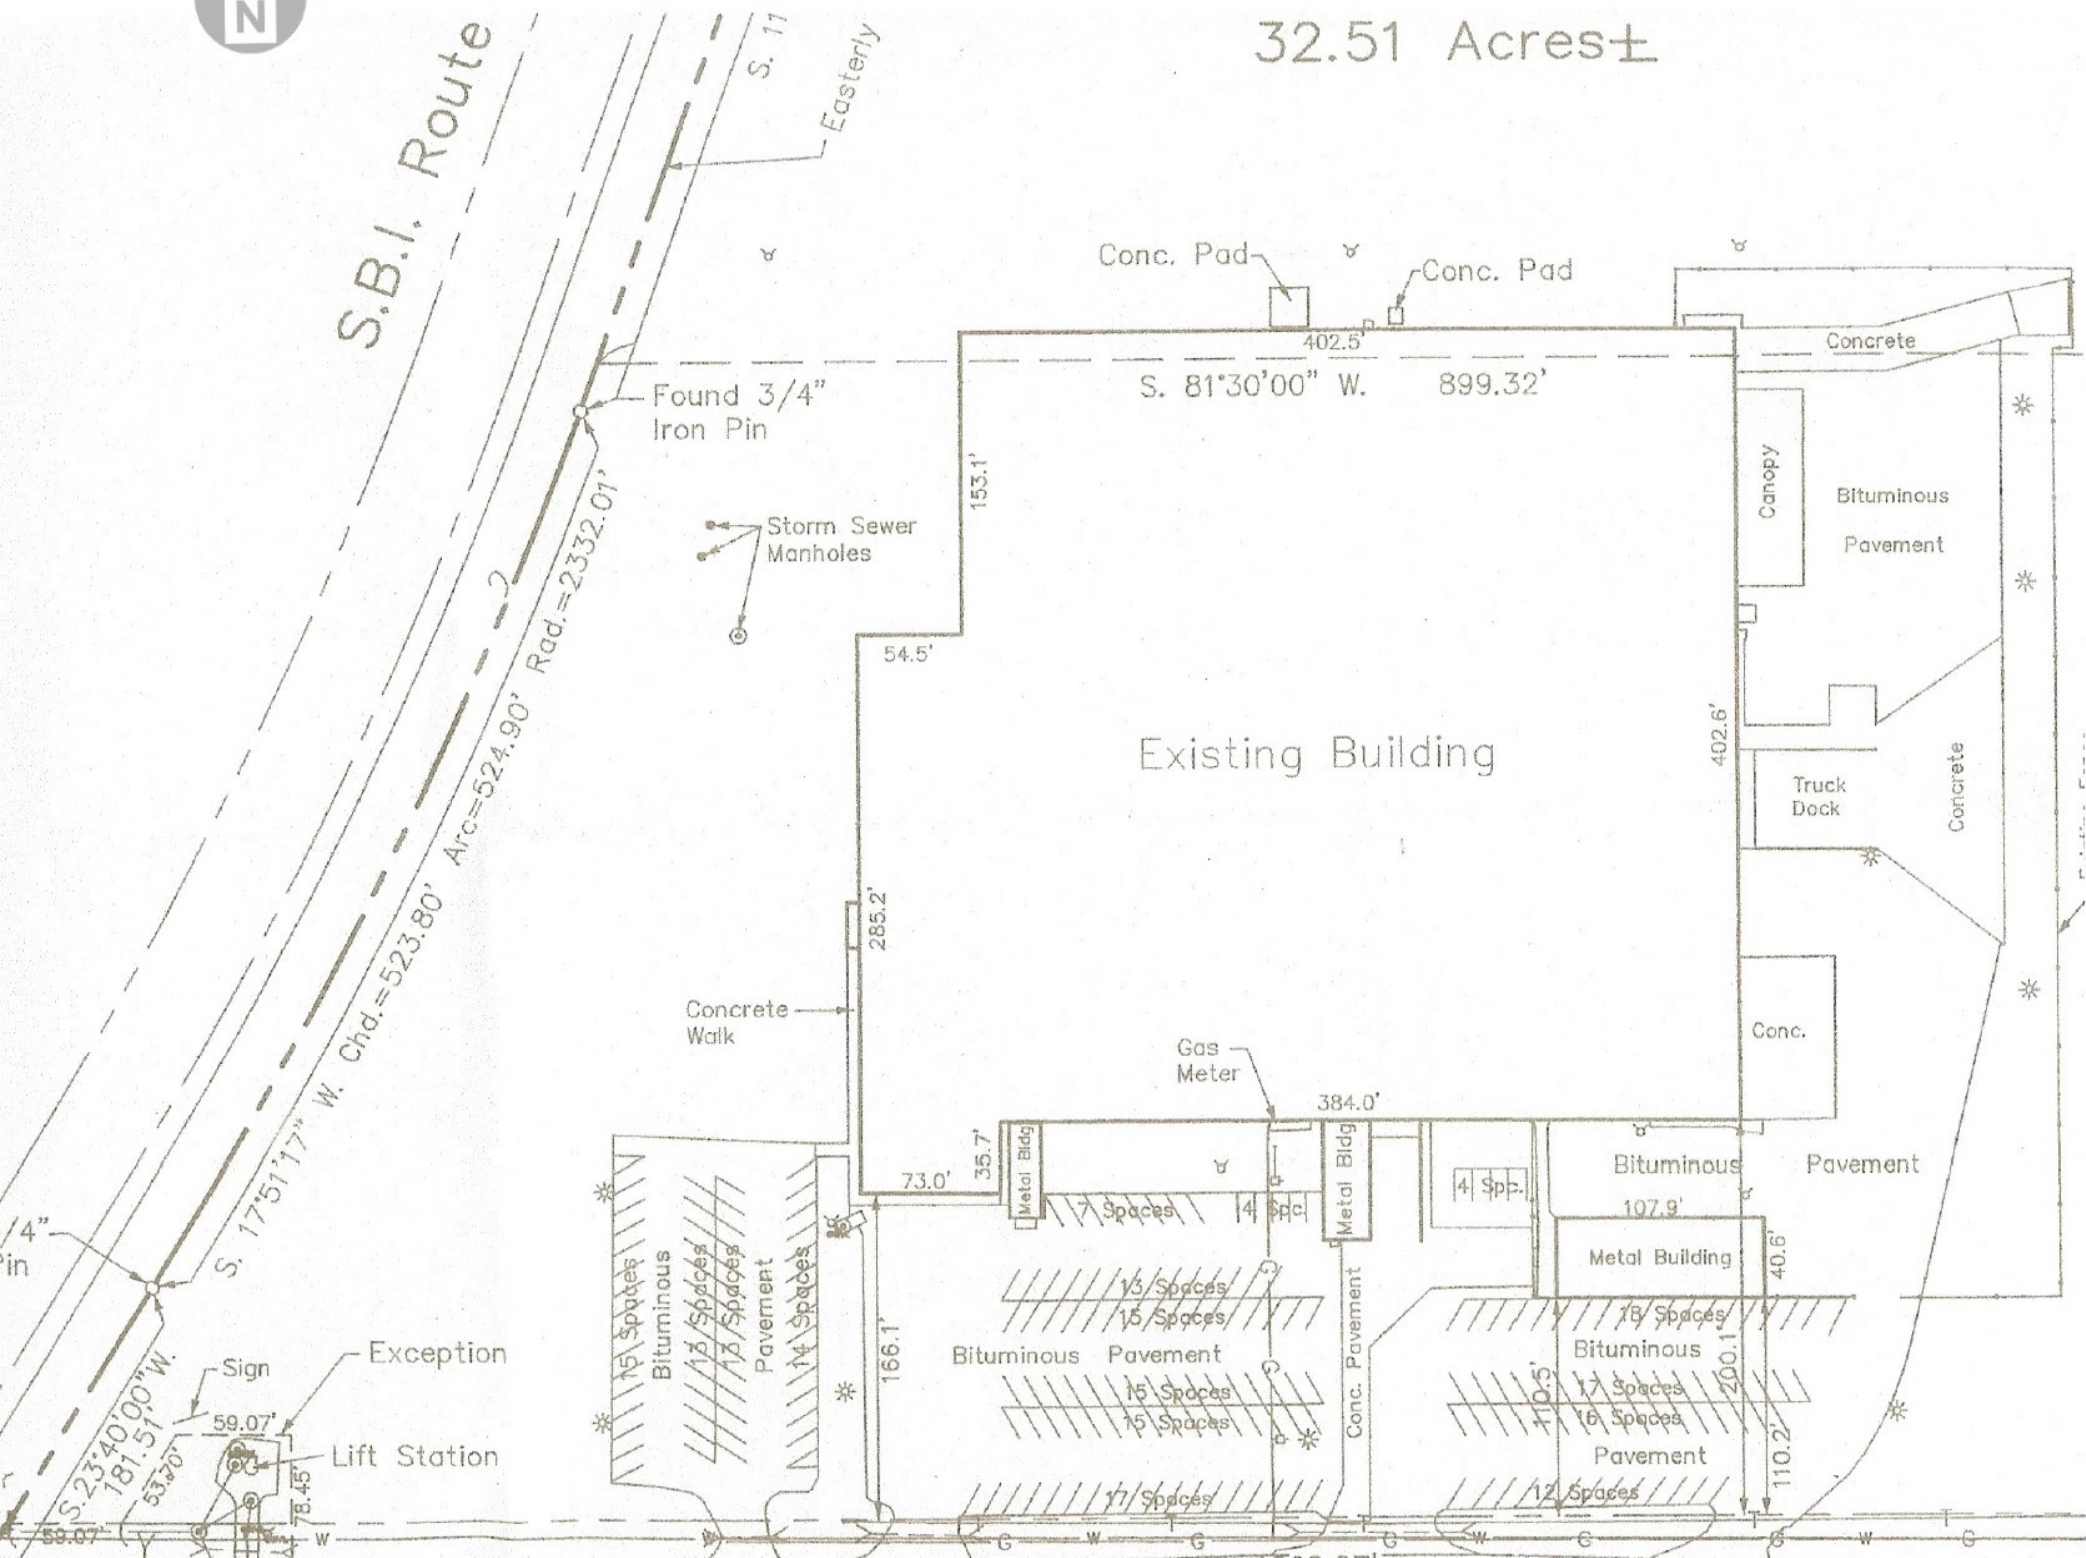 N
32.51 Acres±
S.B.I. Route
S. 11
Easterly
Conc. Pad
Conc. Pad
402.5'
S. 81°30'00" W. 899.32'
Concrete
Found 3/4"
Iron Pin
153.1'
Canopy
Bituminous
Pavement
Storm Sewer
Manholes
54.5'
S. 17°51'17" W. Chd.=523.80' Arc=524.90' Rad.=2332.01'
Existing Building
402.6'
Truck
Dock
Concrete
285.2'
Concrete
Walk
Conc.
Gas
Meter
384.0'
35.7'
73.0'
Metal Bldg
Metal Bldg
4 Spc.
Bituminous Pavement
107.9'
7 Spaces
4 Spc.
Metal Building
40.6'
/4"
in
15 Spaces
Bituminous
13 Spaces
13 Spaces
Pavement
14 Spaces
13 Spaces
15 Spaces
G
18 Spaces
166.1'
Bituminous Pavement
Conc. Pavement
Bituminous
200.1'
110.5'
Exception
Sign
15 Spaces
15 Spaces
G
17 Spaces
16 Spaces
Pavement
110.2'
59.07'
Lift Station
S. 23°40'00"W.
181.51'
53.70'
78.45'
17 Spaces
12 Spaces
59.07'
W
W
G
W
G
G
W
G
G
W
G